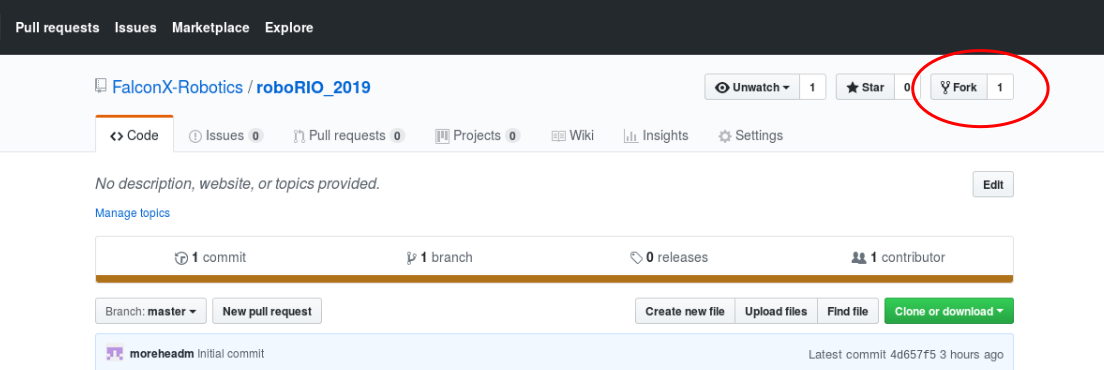 Pull requests Issues Marketplace Explore
FalconX-Robotics / roboRIO_2019 Unwatch 1 Star 0 Fork 1
Code Issues 0 Pull requests 0 Projects 0 Wiki Insights Settings
No description, website, or topics provided. Edit
Manage topics
1 commit 1 branch 0 releases 1 contributor
Branch: master New pull request Create new file Upload files Find file Clone or download
moreheadm Initial commit Latest commit 4d657f5 3 hours ago